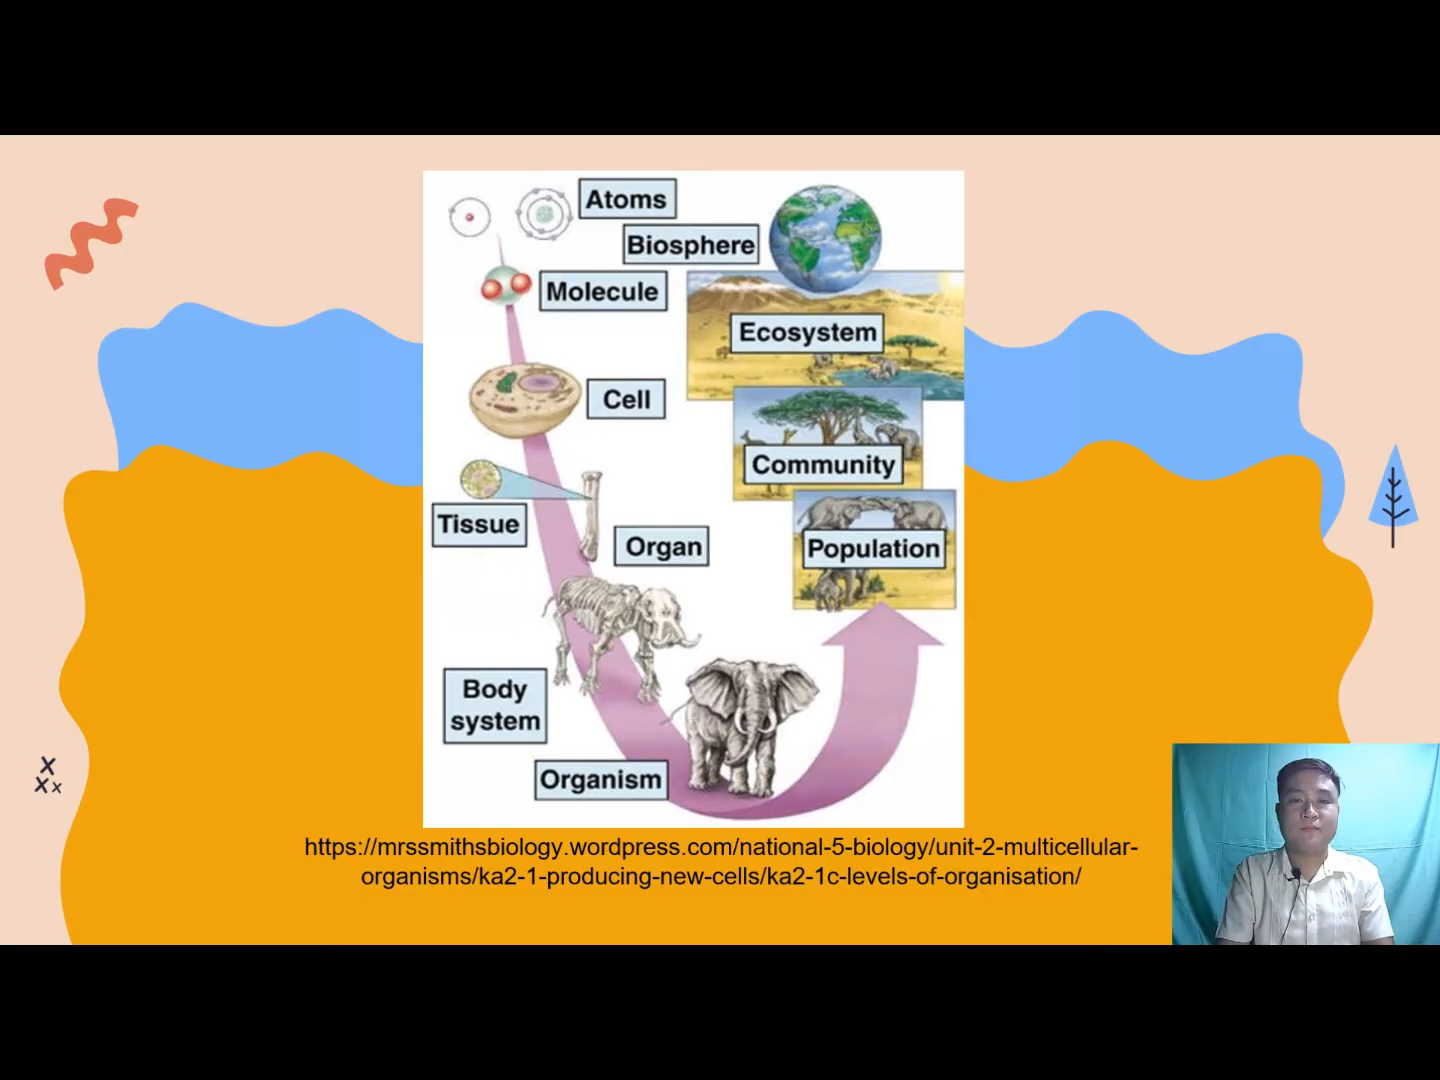 Atoms
Biosphere
Molecule
Ecosystem
Cell
Community
Tissue
Organ
Population
Body
system
Organism
https://mrssmithsbiology.wordpress.com/national-5-biology/unit-2-multicellular-
organisms/ka2-1-producing-new-cells/ka2-1c-levels-of-organisation/